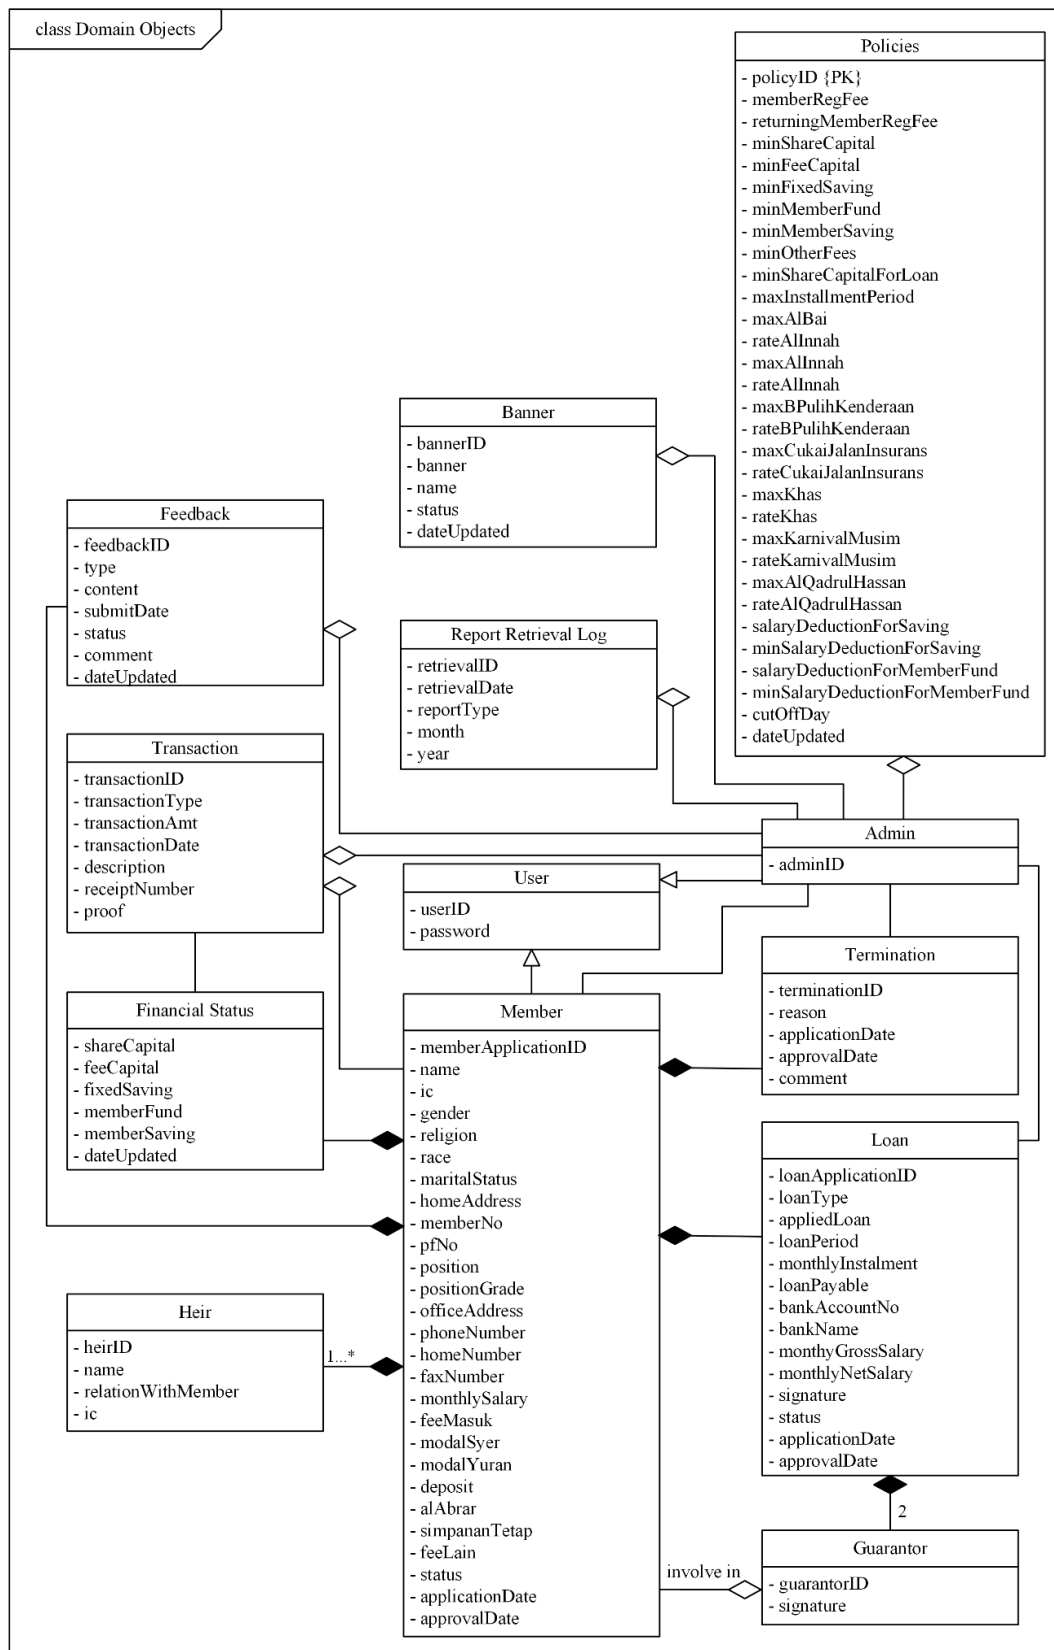 class Domain Objects
Policies
- policyID {PK}
- memberRegFee
- returningMemberRegFee
- minShareCapital
- minFeeCapital
- minFixedSaving
- minMemberFund
- minMemberSaving
- minOtherFees
- minShareCapitalForLoan
- maxInstallmentPeriod
- maxAlBai
- rateAlInnah
- maxAlInnah
- rateAlInnah
- maxBPulihKenderaan
- rateBPulihKenderaan
- maxCukaiJalanInsurans
- rateCukaiJalanInsurans
- maxKhas
- rateKhas
- maxKarnivalMusim
- rateKarnivalMusim
- maxAlQadrulHassan
- rateAlQadrulHassan
- salaryDeductionForSaving
- minSalaryDeductionForSaving
- salaryDeductionForMemberFund
- minSalaryDeductionForMemberFund
- cutOffDay
- dateUpdated
Banner
- bannerID
- banner
- name
- status
- dateUpdated
Feedback
- feedbackID
- type
- content
- submitDate
- status
- comment
- dateUpdated
Report Retrieval Log
- retrievalID
- retrievalDate
- reportType
- month
- year
Transaction
- transactionID
- transactionType
- transactionAmt
- transactionDate
- description
- receiptNumber
- proof
Admin
- adminID
User
- userID
- password
Termination
- terminationID
- reason
- applicationDate
- approvalDate
- comment
Financial Status
- shareCapital
- feeCapital
- fixedSaving
- memberFund
- memberSaving
- dateUpdated
Member
- memberApplicationID
- name
- ic
- gender
- religion
- race
- maritalStatus
- homeAddress
- memberNo
- pfNo
- position
- positionGrade
- officeAddress
- phoneNumber
- homeNumber
- faxNumber
- monthlySalary
- feeMasuk
- modalSyer
- modalYuran
- deposit
- alAbrar
- simpananTetap
- feeLain
- status
- applicationDate
- approvalDate
Loan
- loanApplicationID
- loanType
- appliedLoan
- loanPeriod
- monthlyInstalment
- loanPayable
- bankAccountNo
- bankName
- monthyGrossSalary
- monthlyNetSalary
- signature
- status
- applicationDate
- approvalDate
Heir
- heirID
- name
- relationWithMember
- ic
1...*
2
Guarantor
- guarantorID
- signature
involve in